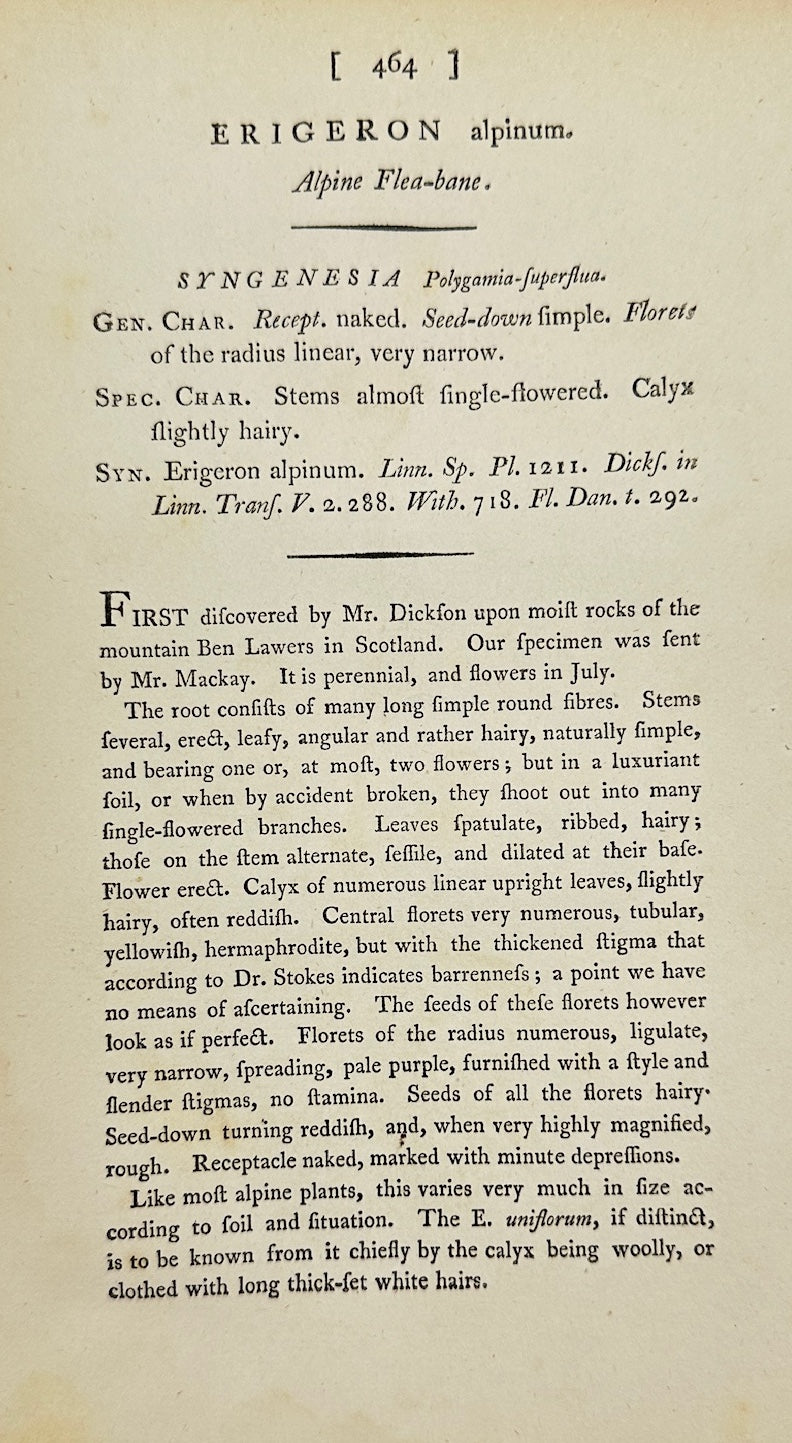 [ 464 ]
ERIGERON alpinum.
Alpine Flea-bane.
SYNGENESIA Polygamia-ſuperflua.
GEN. CHAR. Recept. naked. Seed-down ſimple. Florets
of the radius linear, very narrow.
SPEC. CHAR. Stems almoſt ſingle-flowered. Calyx
ſlightly hairy.
SYN. Erigeron alpinum. Linn. Sp. Pl. 1211. Dickſ. in
Linn. Tranſ. V. 2. 288. With. 718. Fl. Dan. t. 292.
FIRST diſcovered by Mr. Dickſon upon moiſt rocks of the
mountain Ben Lawers in Scotland. Our ſpecimen was ſent
by Mr. Mackay. It is perennial, and flowers in July.
The root conſiſts of many long ſimple round fibres. Stems
ſeveral, erect, leafy, angular and rather hairy, naturally ſimple,
and bearing one or, at moſt, two flowers; but in a luxuriant
ſoil, or when by accident broken, they ſhoot out into many
ſingle-flowered branches. Leaves ſpatulate, ribbed, hairy;
thoſe on the ſtem alternate, ſeſſile, and dilated at their baſe.
Flower erect. Calyx of numerous linear upright leaves, ſlightly
hairy, often reddiſh. Central florets very numerous, tubular,
yellowiſh, hermaphrodite, but with the thickened ſtigma that
according to Dr. Stokes indicates barrenneſs; a point we have
no means of aſcertaining. The ſeeds of theſe florets however
look as if perfect. Florets of the radius numerous, ligulate,
very narrow, ſpreading, pale purple, furniſhed with a ſtyle and
ſlender ſtigmas, no ſtamina. Seeds of all the florets hairy.
Seed-down turning reddiſh, and, when very highly magnified,
rough. Receptacle naked, marked with minute depreſſions.
Like moſt alpine plants, this varies very much in ſize ac-
cording to ſoil and ſituation. The E. uniflorum, if diſtinct,
is to be known from it chiefly by the calyx being woolly, or
clothed with long thick-ſet white hairs.